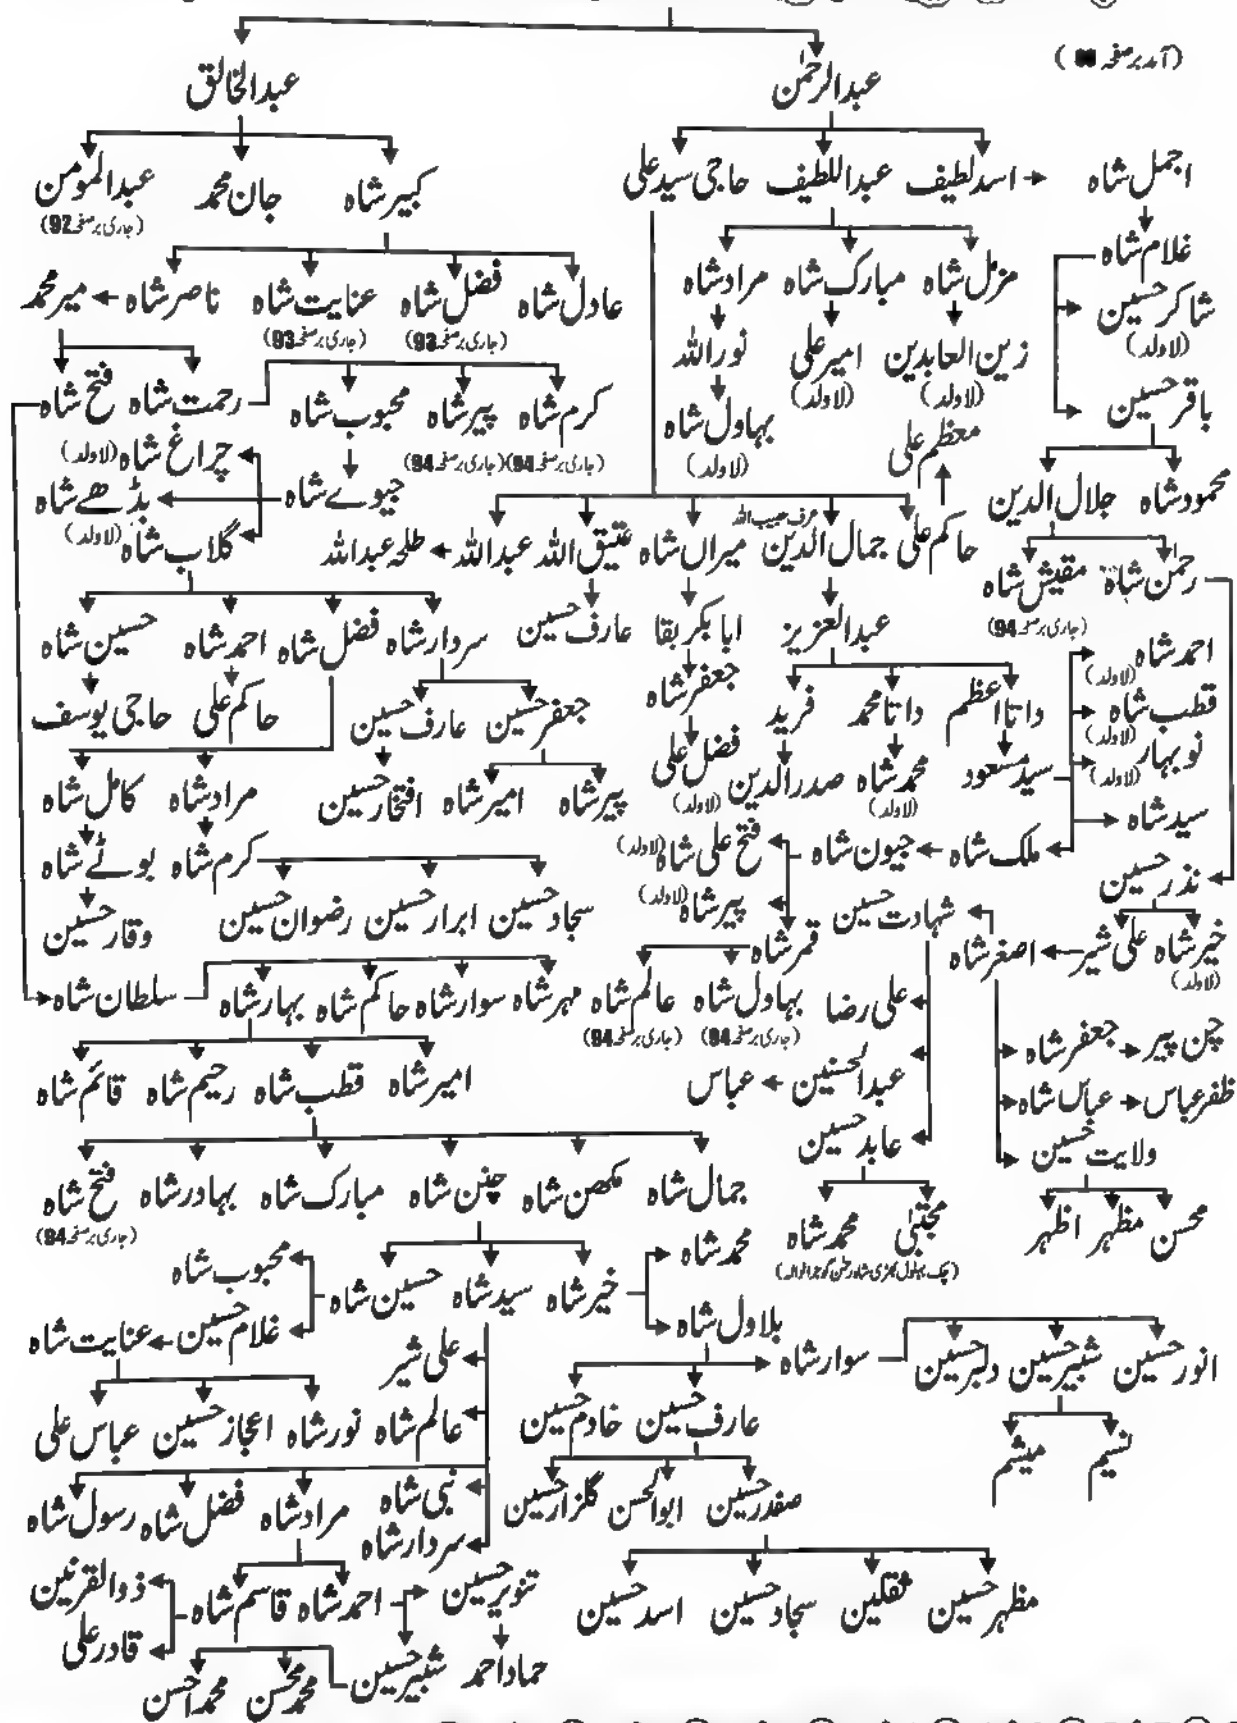 (آمد بر صفحہ
عبدالرحمٰن عبدالخالق
اجمل شاہ اسد لطیف عبداللطیف حاجی سید علی کبیر شاہ جان محمد عبدالمومن
(جاری بر صفحہ 92)
غلام شاہ
مزمل شاہ مبارک شاہ مراد شاہ عادل شاہ فضل شاہ عنایت شاہ ناصر شاہ میر محمد
(جاری بر صفحہ 93) (جاری بر صفحہ 93)
شاکر حسین
(لاولد)
زین العابدین امیر علی نور اللہ
(لاولد) (لاولد)
باقر حسین کرم شاہ پیر شاہ محبوب شاہ رحمت شاہ فتح شاہ
معظم علی بہاول شاہ چراغ شاہ (لاولد)
(لاولد) (جاری بر صفحہ 94) (جاری بر صفحہ 94)
محمود شاہ جلال الدین جیوے شاہ بڈھے شاہ
عرف حبیب اللہ
حاکم علی جمال الدین میراں شاہ عتیق اللہ عبداللہ طلحہ عبداللہ گلاب شاہ (لاولد)
رحمٰن شاہ مقیش شاہ
(جاری بر صفحہ 94)
عبدالعزیز ابابکر بقا عارف حسین سردار شاہ فضل شاہ احمد شاہ حسین شاہ
احمد شاہ (لاولد)
جعفر شاہ
قطب شاہ (لاولد)
داتا اعظم داتا محمد فرید جعفر حسین عارف حسین حاکم علی حاجی یوسف
نو بہار (لاولد)
سید مسعود محمد شاہ صدر الدین فضل علی پیر شاہ امیر شاہ افتخار حسین مراد شاہ کامل شاہ
(لاولد) (لاولد)
سید شاہ
ملک شاہ جیون شاہ فتح علی شاہ (لاولد) کرم شاہ بوٹے شاہ
نذر حسین
پیر شاہ (لاولد)
شہادت حسین سجاد حسین ابرار حسین رضوان حسین وقار حسین
خیر شاہ علی شیر اصغر شاہ قمر شاہ
(لاولد)
علی رضا بہاول شاہ عالم شاہ مہر شاہ سوار شاہ حاکم شاہ بہار شاہ سلطان شاہ
(جاری بر صفحہ 94) (جاری بر صفحہ 94)
چن پیر جعفر شاہ
عبدالحسنین عباس امیر شاہ قطب شاہ رحیم شاہ قائم شاہ
ظفر عباس عباس شاہ
عابد حسین
ولایت حسین
جمال شاہ مکھن شاہ چنن شاہ مبارک شاہ بہادر شاہ فتح شاہ
(جاری بر صفحہ 94)
محسن مظہر اظہر مجتبیٰ محمد شاہ
محمد شاہ محبوب شاہ
خیر شاہ سید شاہ حسین شاہ
بلاول شاہ غلام حسین عنایت شاہ
علی شیر
انور حسین شبیر حسین دلبر حسین سوار شاہ
عارف حسین خادم حسین عالم شاہ نور شاہ اعجاز حسین عباس علی
نسیم میثم
صفدر حسین ابوالحسن گلزار حسین نبی شاہ مراد شاہ فضل شاہ رسول شاہ
سردار شاہ
مظہر حسین ثقلین سجاد حسین اسد حسین تنویر حسین احمد شاہ قاسم شاہ ذوالقرنین
قادر علی
حماد احمد شبیر حسین محمد محسن محمد احسن